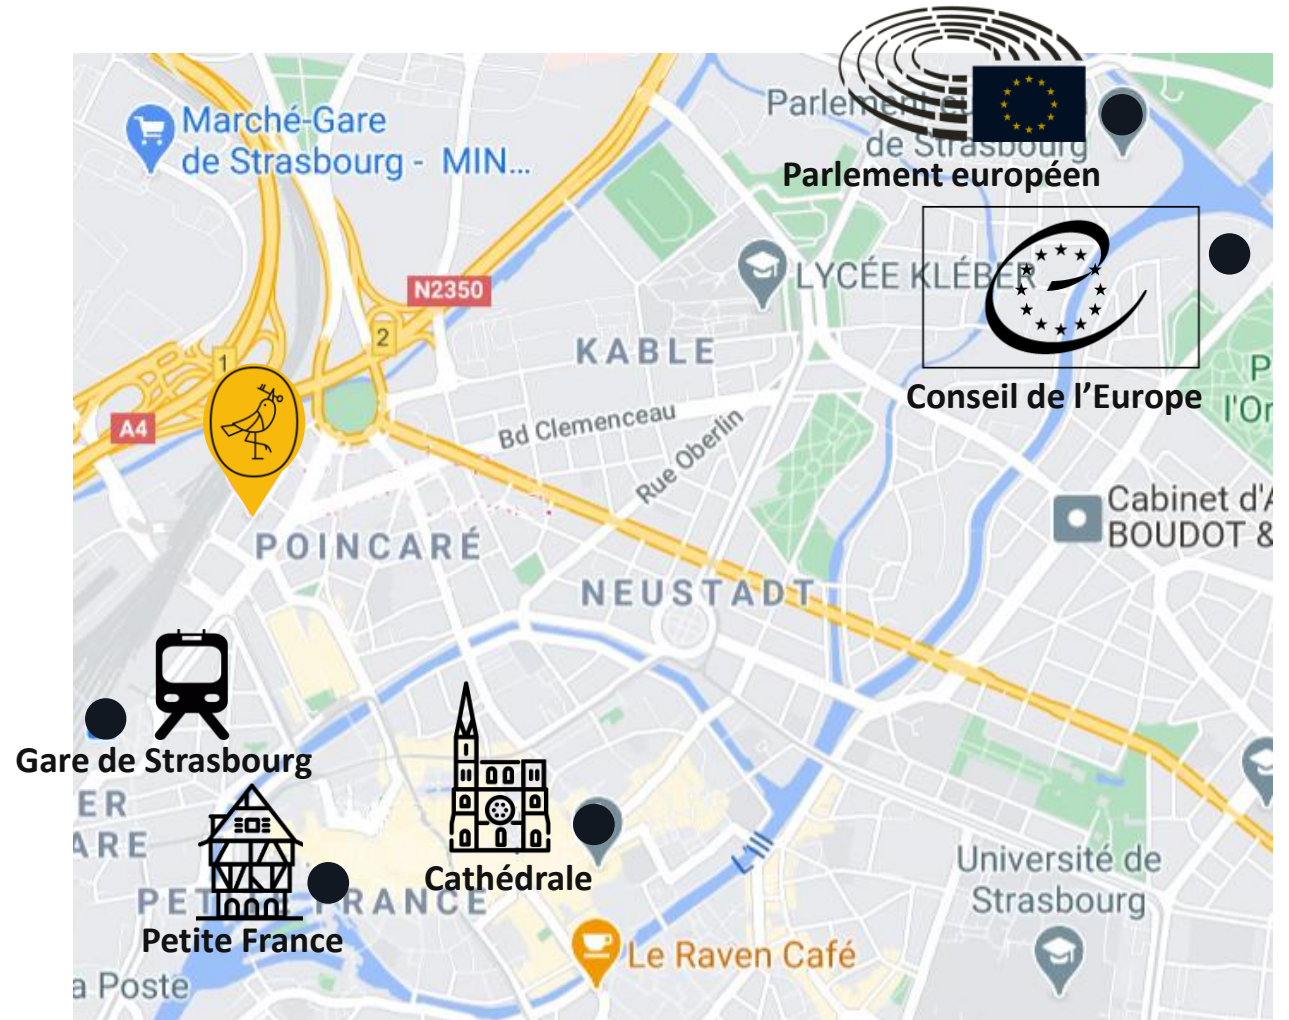 Marché-Gare
de Strasbourg - MIN...
Parlement
de Strasbourg
Parlement européen
N2350
LYCÉE KLÉBER
2
KABLE
1
Conseil de l'Europe
P
l'Or
A4
Bd Clemenceau
Rue Oberlin
Cabinet d'A
BOUDOT &
POINCARÉ
NEUSTADT
Gare de Strasbourg
ER
ARE
L'Ill
Université de
Strasbourg
Cathédrale
PETITE FRANCE
Petite France
Le Raven Café
a Poste